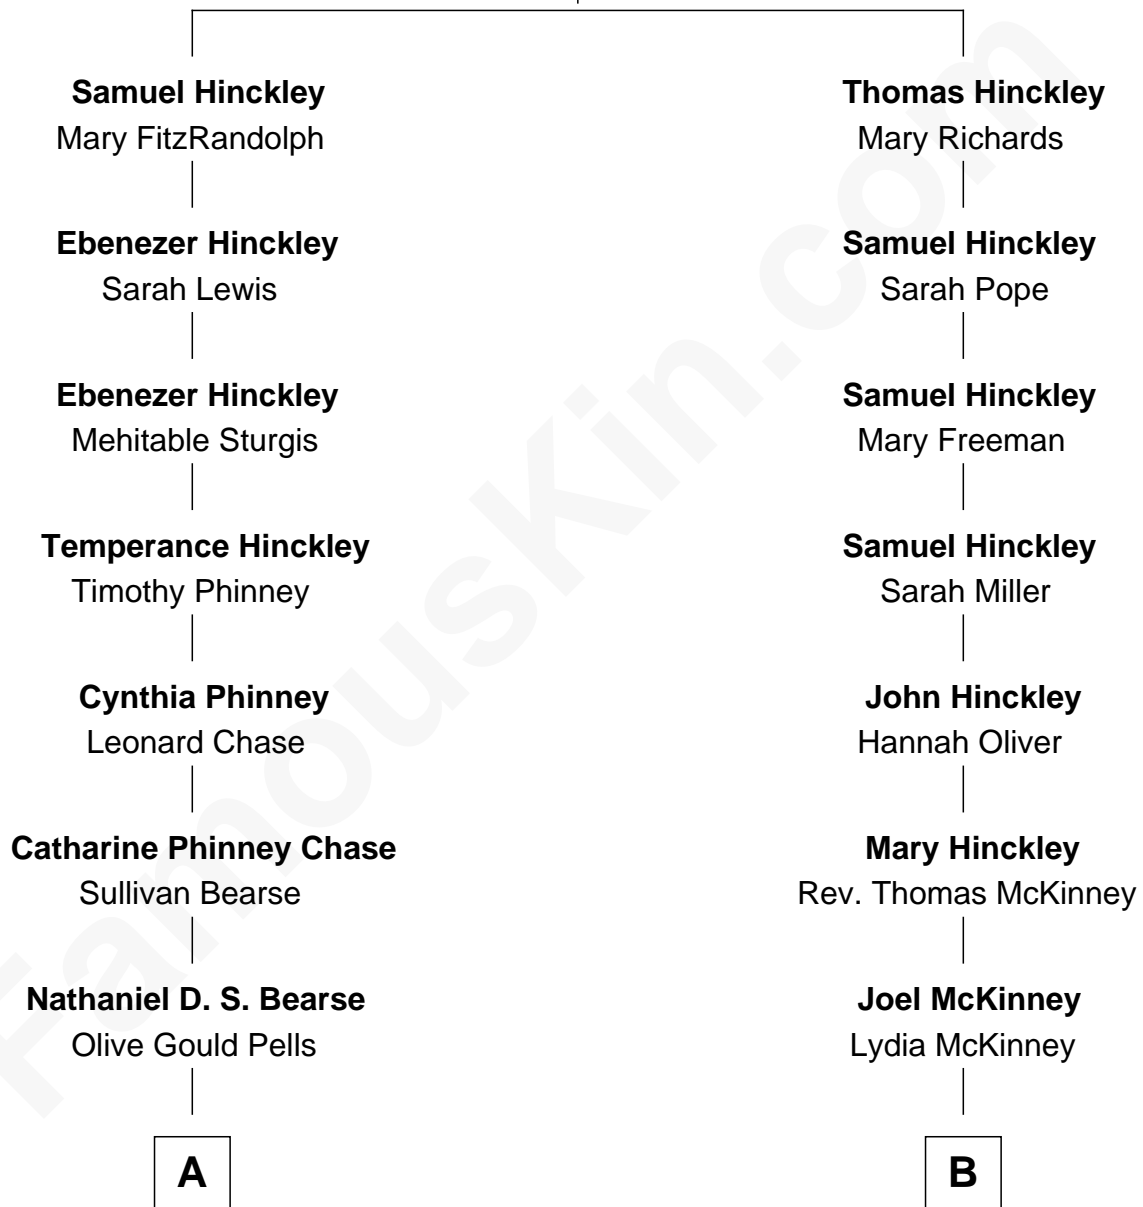 Samuel Hinckley
Mary FitzRandolph
Ebenezer Hinckley
Sarah Lewis
Ebenezer Hinckley
Mehitable Sturgis
Temperance Hinckley
Timothy Phinney
Cynthia Phinney
Leonard Chase
Catharine Phinney Chase
Sullivan Bearse
Nathaniel D. S. Bearse
Olive Gould Pells
A
Thomas Hinckley
Mary Richards
Samuel Hinckley
Sarah Pope
Samuel Hinckley
Mary Freeman
Samuel Hinckley
Sarah Miller
John Hinckley
Hannah Oliver
Mary Hinckley
Rev. Thomas McKinney
Joel McKinney
Lydia McKinney
B
FamousKin.com